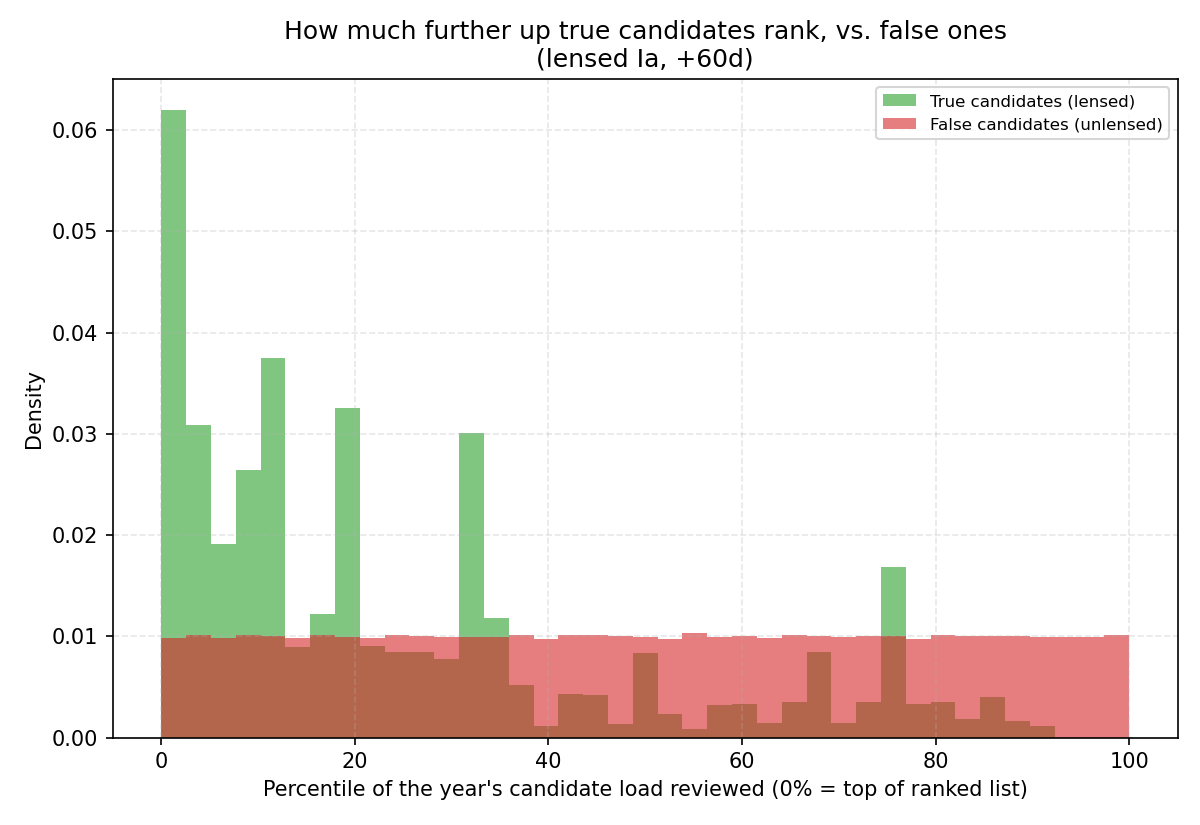 How much further up true candidates rank, vs. false ones
(lensed Ia, +60d)
True candidates (lensed)
False candidates (unlensed)
0.06
0.05
0.04
0.03
0.02
0.01
0.00
Density
0 20 40 60 80 100
Percentile of the year's candidate load reviewed (0% = top of ranked list)